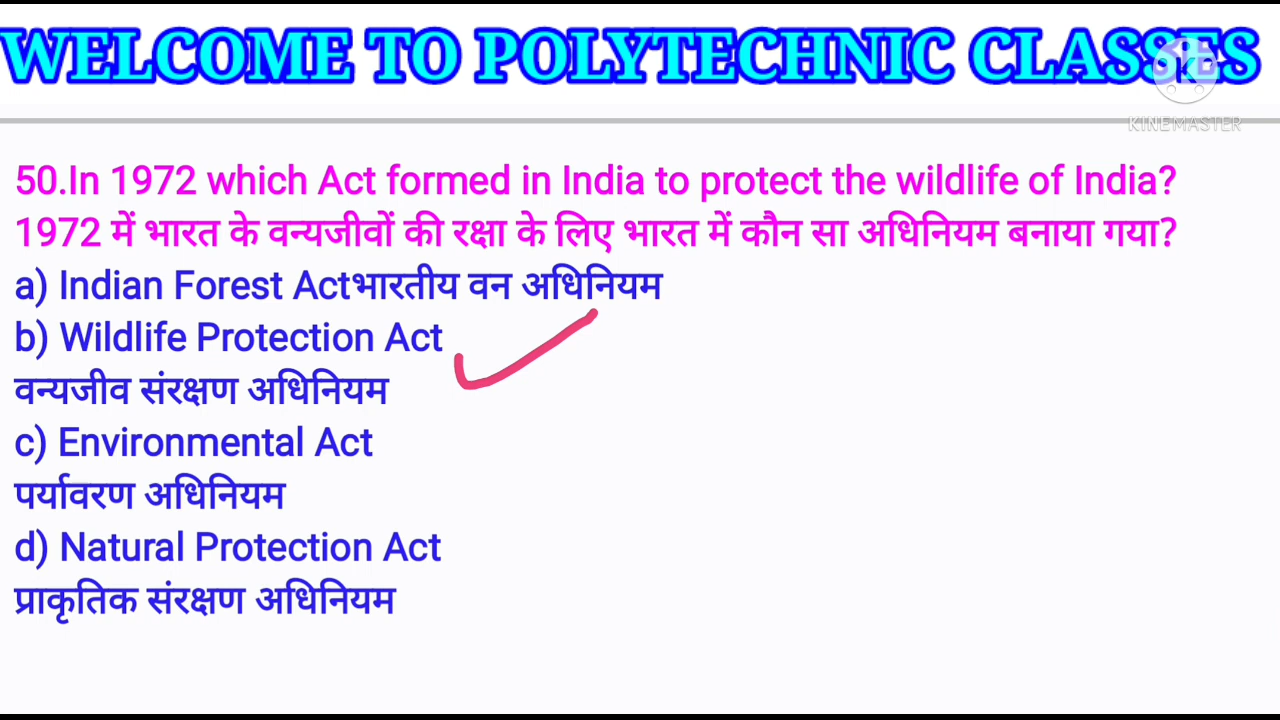 WELCOME TO POLYTECHNIC CLASSES
KINEMASTER
50.In 1972 which Act formed in India to protect the wildlife of India?
1972 में भारत के वन्यजीवों की रक्षा के लिए भारत में कौन सा अधिनियम बनाया गया?
a) Indian Forest Actभारतीय वन अधिनियम
b) Wildlife Protection Act
वन्यजीव संरक्षण अधिनियम
c) Environmental Act
पर्यावरण अधिनियम
d) Natural Protection Act
प्राकृतिक संरक्षण अधिनियम